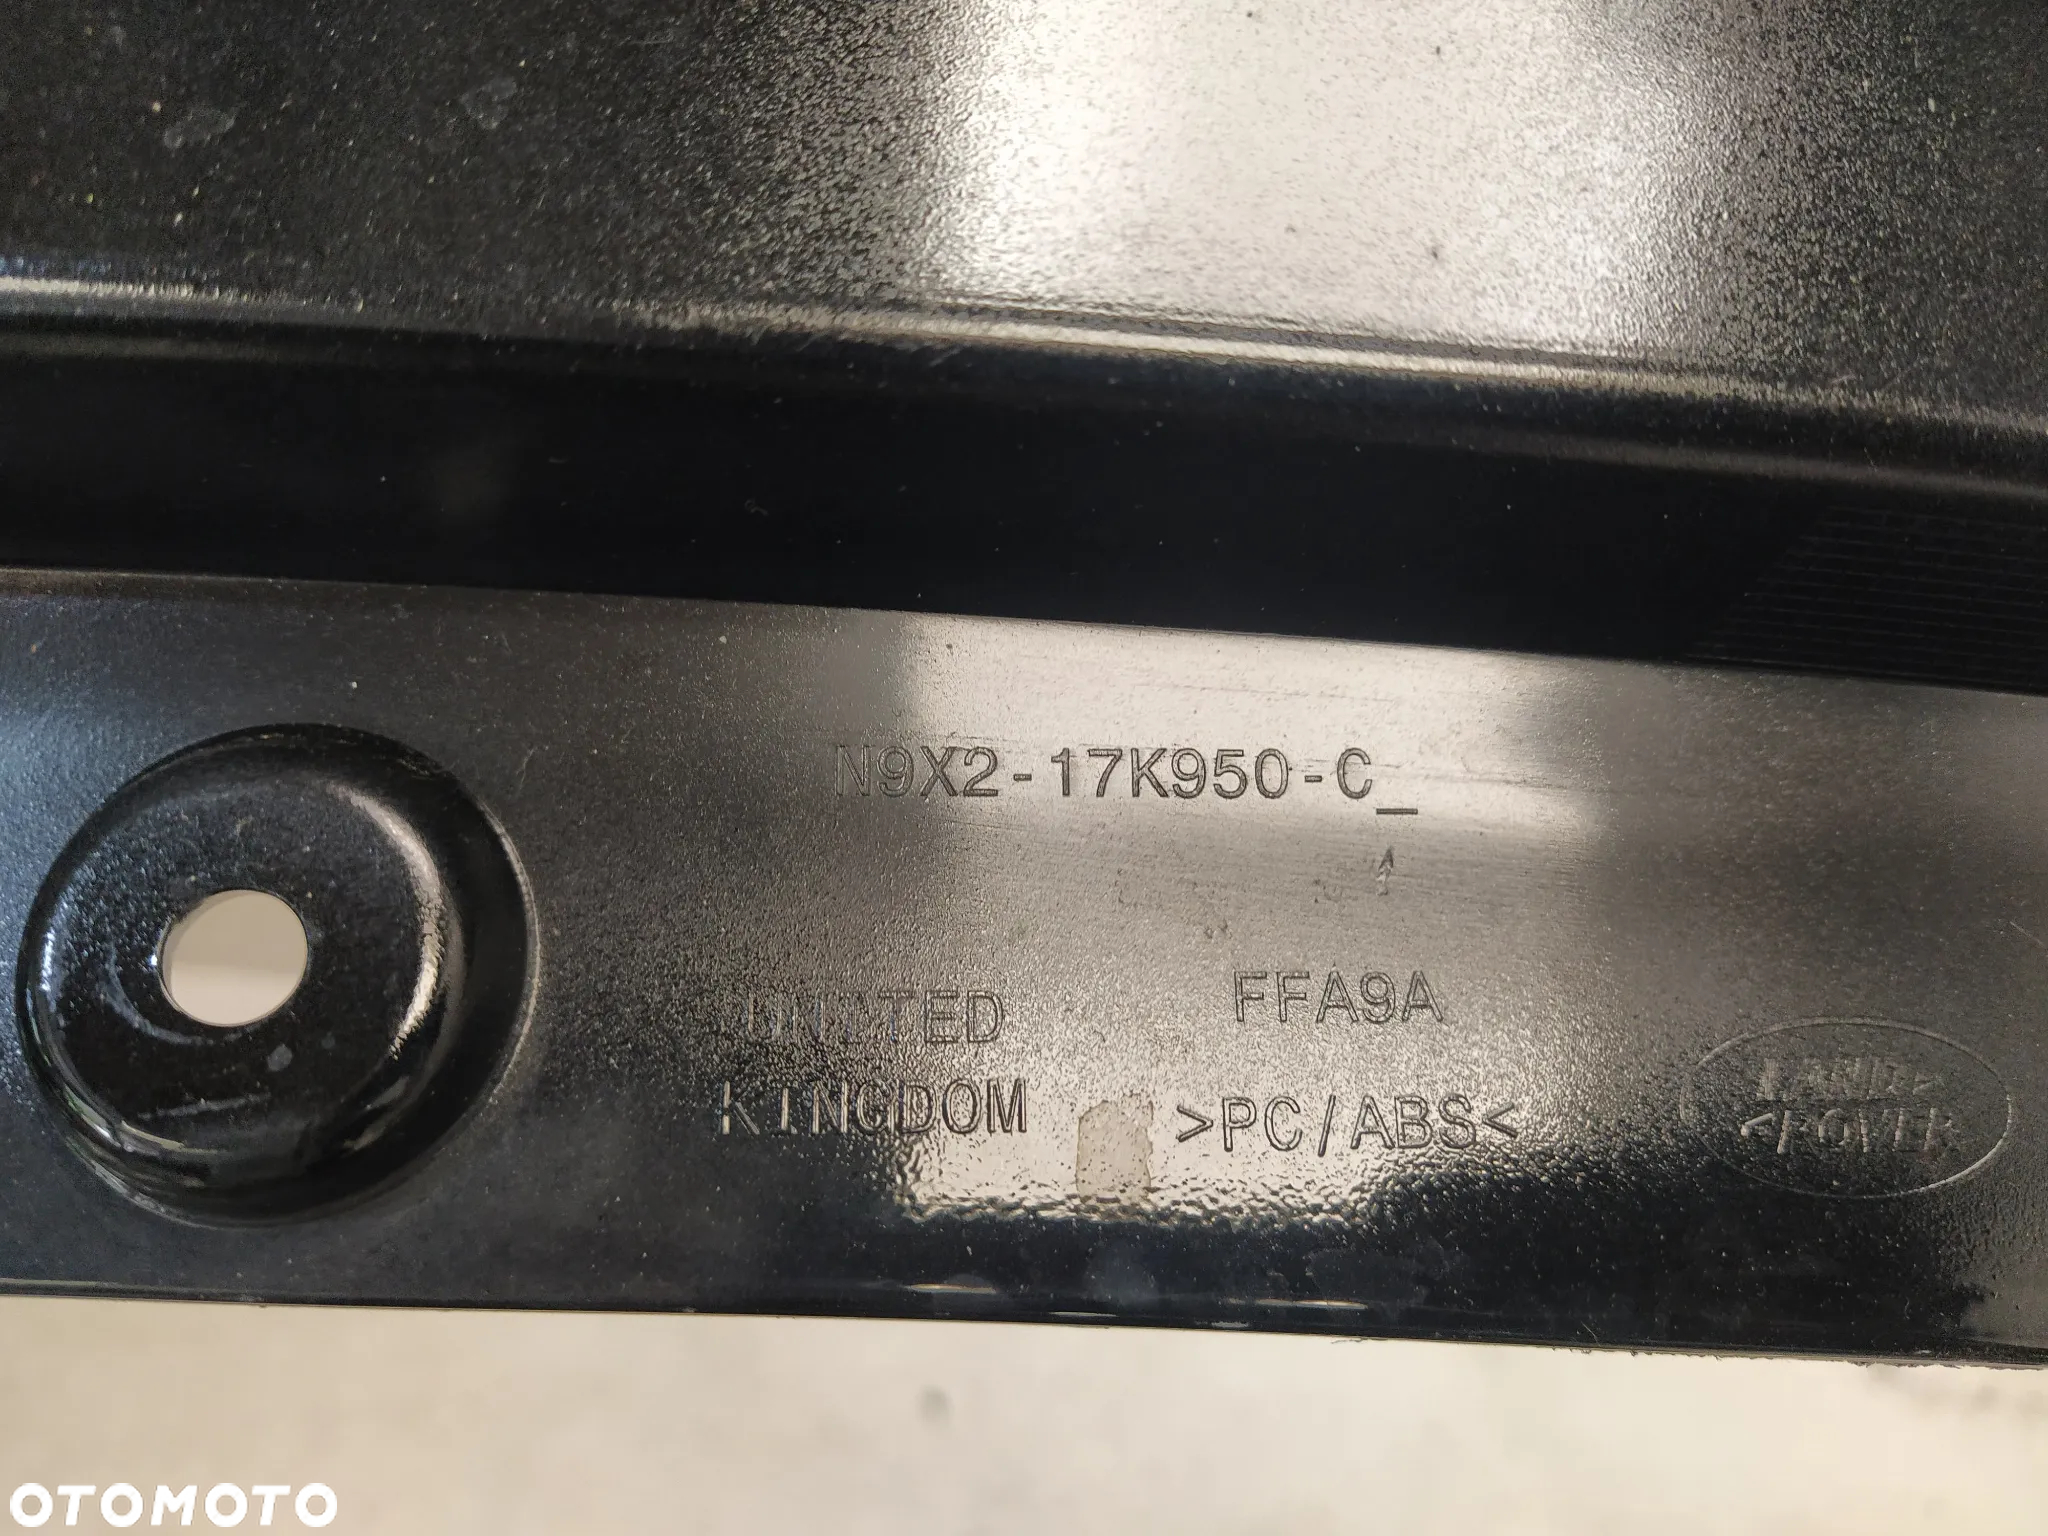 N9X2-17K950-C_
UNITED
KINGDOM
FFA9A
>PC/ABS<
LAND
ROVER
OTOMOTO